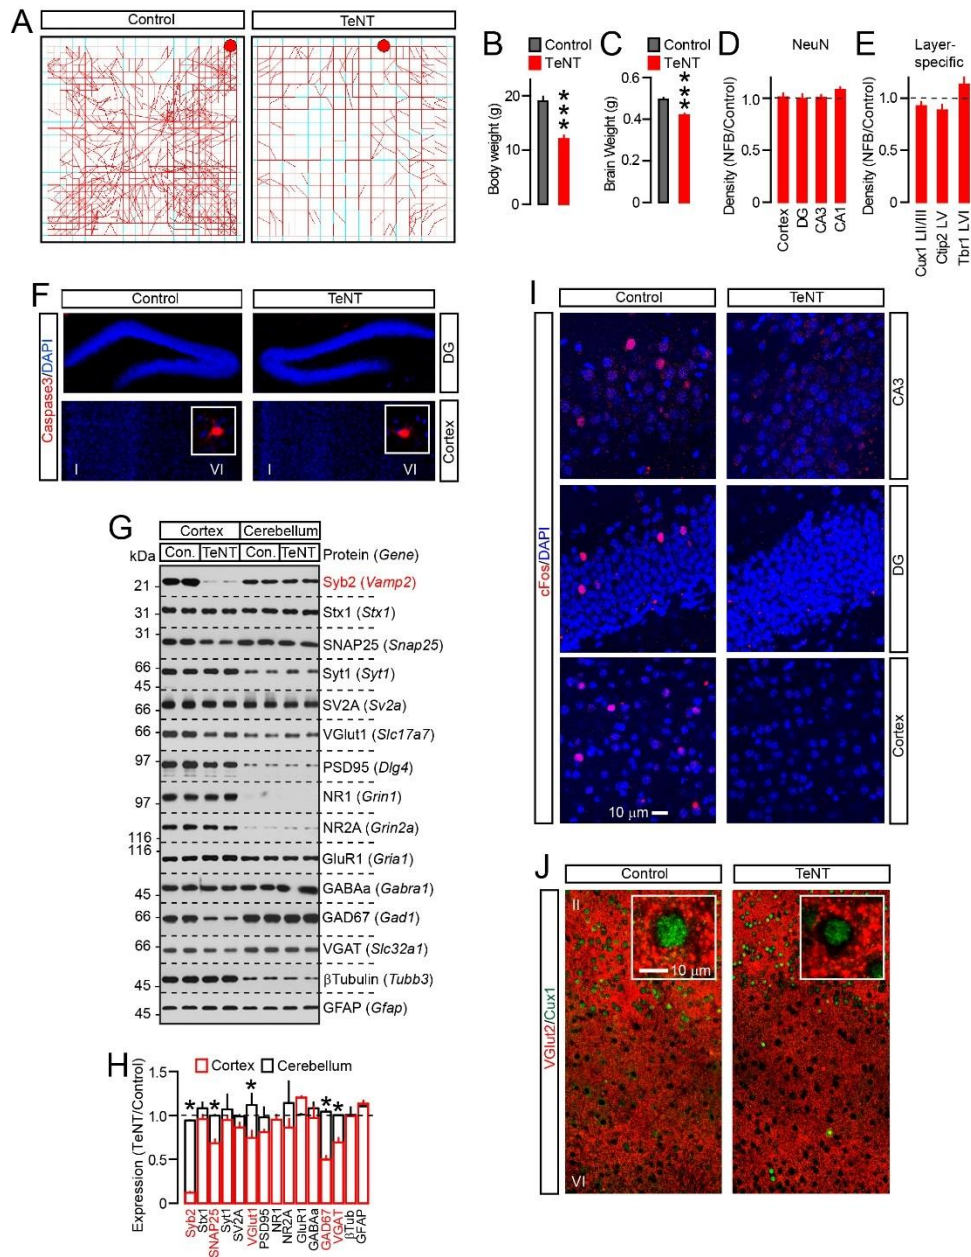 A
Control
TeNT
B
Control
TeNT
Body weight (g)
20
10
0
***
C
Control
TeNT
Brain Weight (g)
0.6
0.4
0.2
0
***
D
NeuN
Density (NFB/Control)
1.0
0.5
0
Cortex
DG
CA3
CA1
E
Layer-
specific
Density (NFB/Control)
1.0
0.5
0
Cux1 LII/III
Ctip2 LV
Tbr1 LVI
F
Control
TeNT
Caspase3/DAPI
DG
Cortex
I
VI
I
VI
G
Cortex
Cerebellum
kDa
Con.
TeNT
Con.
TeNT
Protein (Gene)
21
Syb2 (Vamp2)
31
Stx1 (Stx1)
31
SNAP25 (Snap25)
66
Syt1 (Syt1)
45
66
SV2A (Sv2a)
66
VGlut1 (Slc17a7)
97
PSD95 (Dlg4)
97
NR1 (Grin1)
NR2A (Grin2a)
116
116
GluR1 (Gria1)
45
GABAa (Gabra1)
66
GAD67 (Gad1)
66
VGAT (Slc32a1)
45
βTubulin (Tubb3)
45
GFAP (Gfap)
H
Cortex
Cerebellum
Expression (TeNT/Control)
1.5
1.0
0.5
0
*
*
*
*
*
Syb2
Stx1
SNAP25
Syt1
SV2A
VGlut1
PSD95
NR1
NR2A
GluR1
GABAa
GAD67
VGAT
βTub
GFAP
I
Control
TeNT
cFos/DAPI
CA3
DG
Cortex
10 μm
J
Control
TeNT
VGlut2/Cux1
II
10 μm
VI